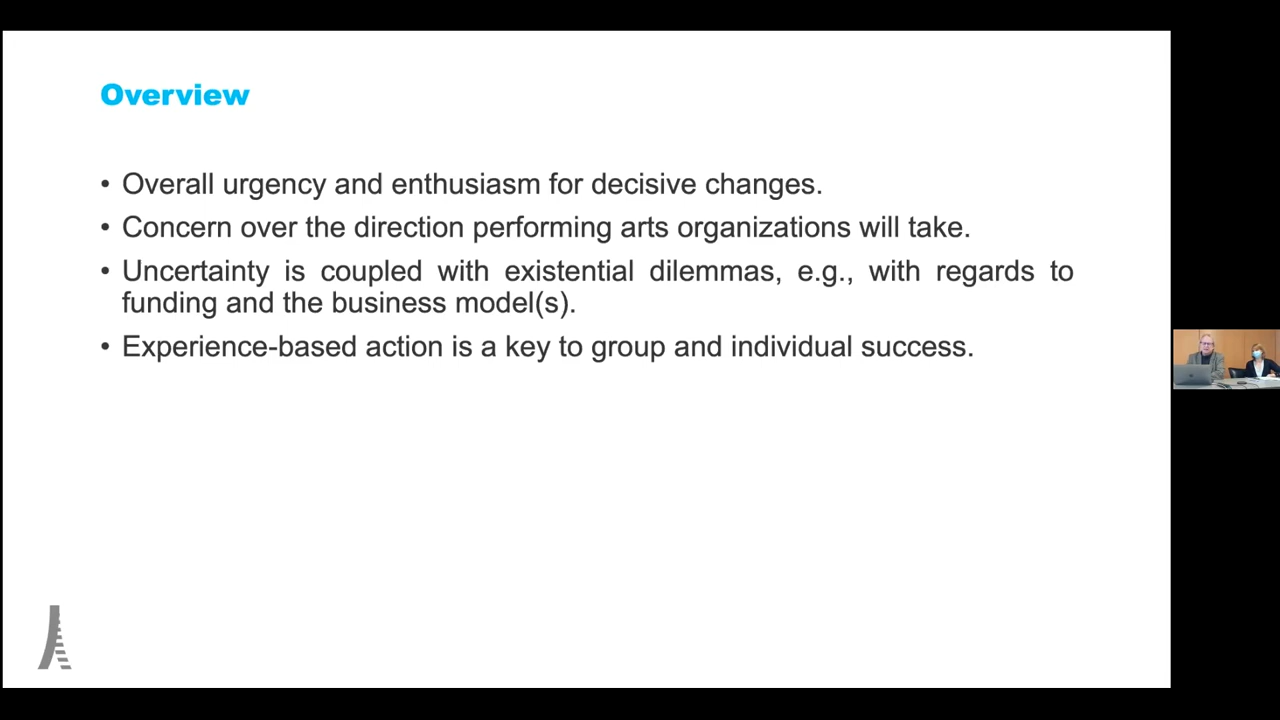 Overview
• Overall urgency and enthusiasm for decisive changes.
• Concern over the direction performing arts organizations will take.
• Uncertainty is coupled with existential dilemmas, e.g., with regards to
funding and the business model(s).
• Experience-based action is a key to group and individual success.